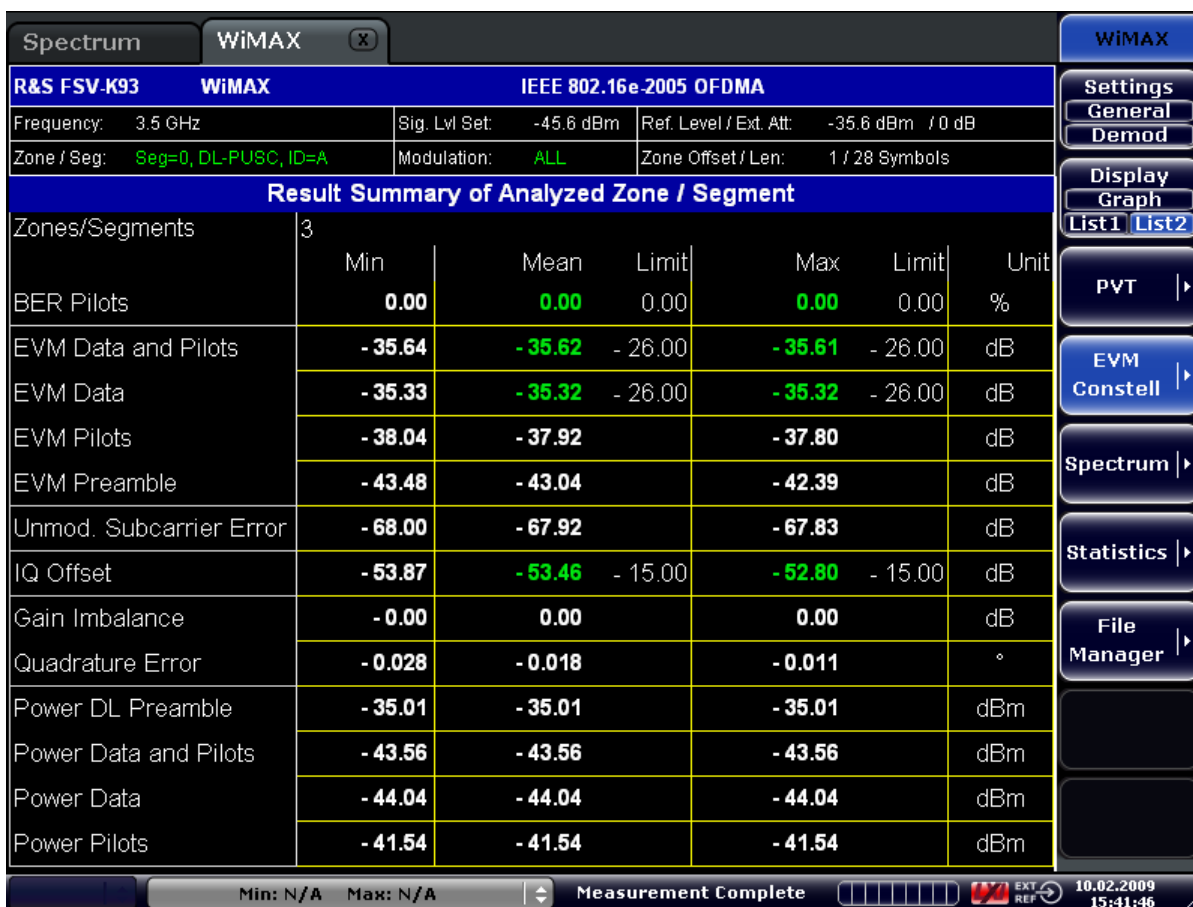 Spectrum WiMAX X WiMAX
R&S FSV-K93 WiMAX IEEE 802.16e-2005 OFDMA
Frequency: 3.5 GHz Sig. Lvl Set: -45.6 dBm Ref. Level / Ext. Att: -35.6 dBm / 0 dB
Zone / Seg: Seg=0, DL-PUSC, ID=A Modulation: ALL Zone Offset / Len: 1 / 28 Symbols
Result Summary of Analyzed Zone / Segment
Zones/Segments 3
Min Mean Limit Max Limit Unit
BER Pilots 0.00 0.00 0.00 0.00 0.00 %
EVM Data and Pilots - 35.64 - 35.62 - 26.00 - 35.61 - 26.00 dB
EVM Data - 35.33 - 35.32 - 26.00 - 35.32 - 26.00 dB
EVM Pilots - 38.04 - 37.92 - 37.80 dB
EVM Preamble - 43.48 - 43.04 - 42.39 dB
Unmod. Subcarrier Error - 68.00 - 67.92 - 67.83 dB
IQ Offset - 53.87 - 53.46 - 15.00 - 52.80 - 15.00 dB
Gain Imbalance - 0.00 0.00 0.00 dB
Quadrature Error - 0.028 - 0.018 - 0.011 °
Power DL Preamble - 35.01 - 35.01 - 35.01 dBm
Power Data and Pilots - 43.56 - 43.56 - 43.56 dBm
Power Data - 44.04 - 44.04 - 44.04 dBm
Power Pilots - 41.54 - 41.54 - 41.54 dBm
Settings
General
Demod
Display
Graph
List1 List2
PVT
EVM
Constell
Spectrum
Statistics
File
Manager
Min: N/A Max: N/A Measurement Complete EXT REF 10.02.2009
15:41:46